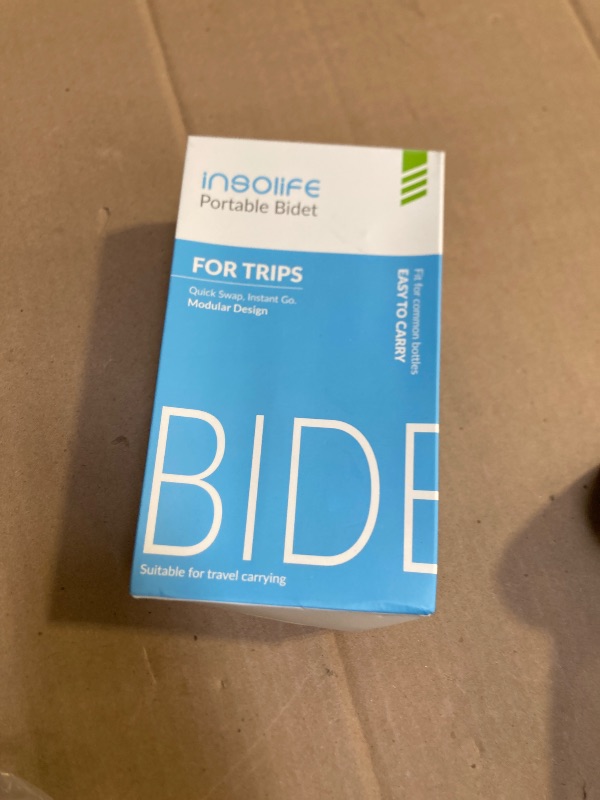 insolife
Portable Bidet
FOR TRIPS
Quick Swap, Instant Go.
Modular Design
Fit for common bottles
EASY TO CARRY
BIDE
Suitable for travel carrying